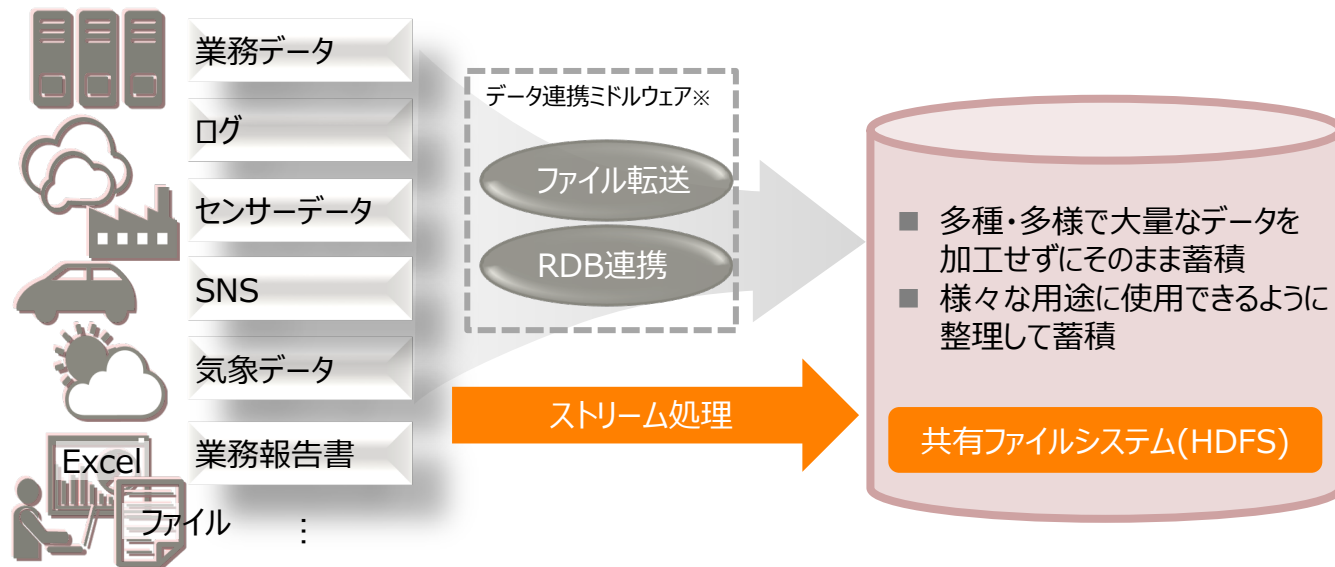 業務データ
ログ
センサーデータ
SNS
気象データ
業務報告書
Excel
ファイル
⋮
データ連携ミドルウェア※
ファイル転送
RDB連携
ストリーム処理
■ 多種・多様で大量なデータを
加工せずにそのまま蓄積
■ 様々な用途に使用できるように
整理して蓄積
共有ファイルシステム(HDFS)